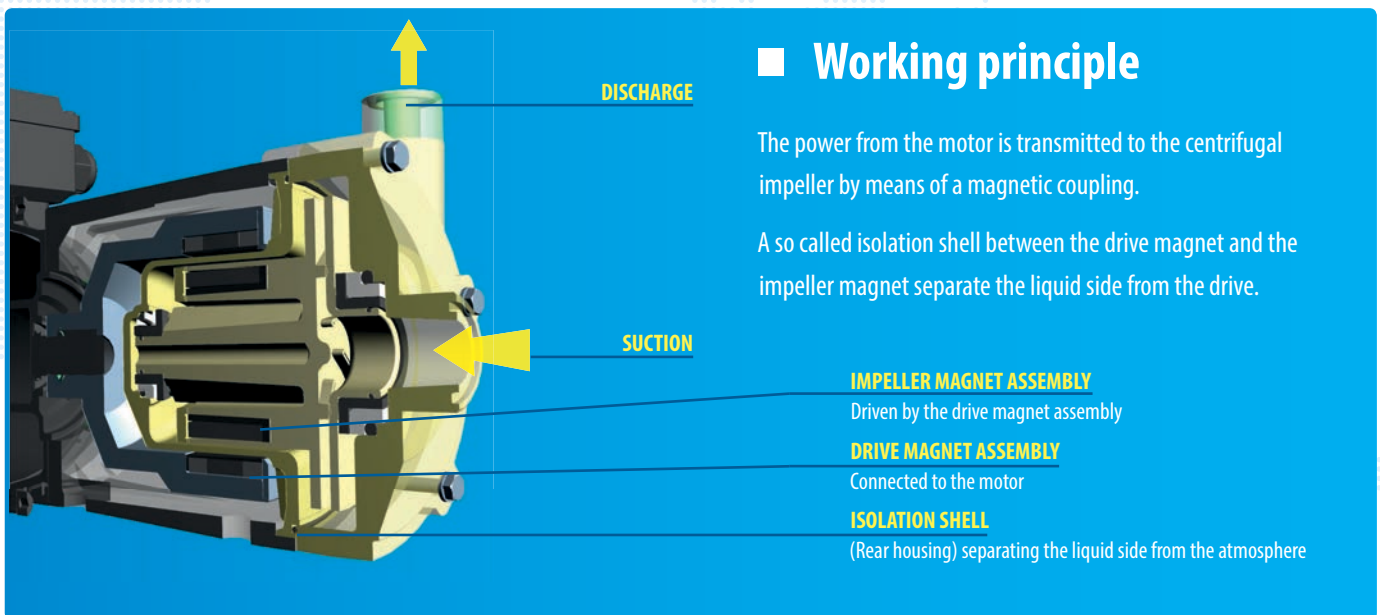 DISCHARGE
SUCTION
Working principle
The power from the motor is transmitted to the centrifugal
impeller by means of a magnetic coupling.
A so called isolation shell between the drive magnet and the
impeller magnet separate the liquid side from the drive.
IMPELLER MAGNET ASSEMBLY
Driven by the drive magnet assembly
DRIVE MAGNET ASSEMBLY
Connected to the motor
ISOLATION SHELL
(Rear housing) separating the liquid side from the atmosphere